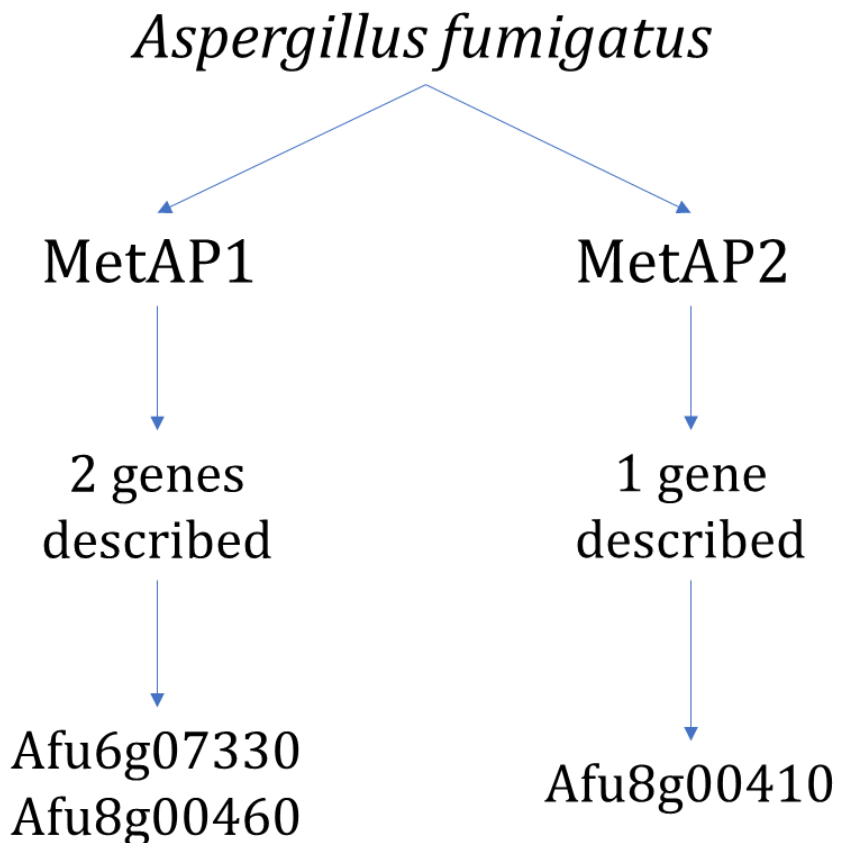 Aspergillus fumigatus
MetAP1
MetAP2
2 genes
described
1 gene
described
Afu6g07330
Afu8g00460
Afu8g00410